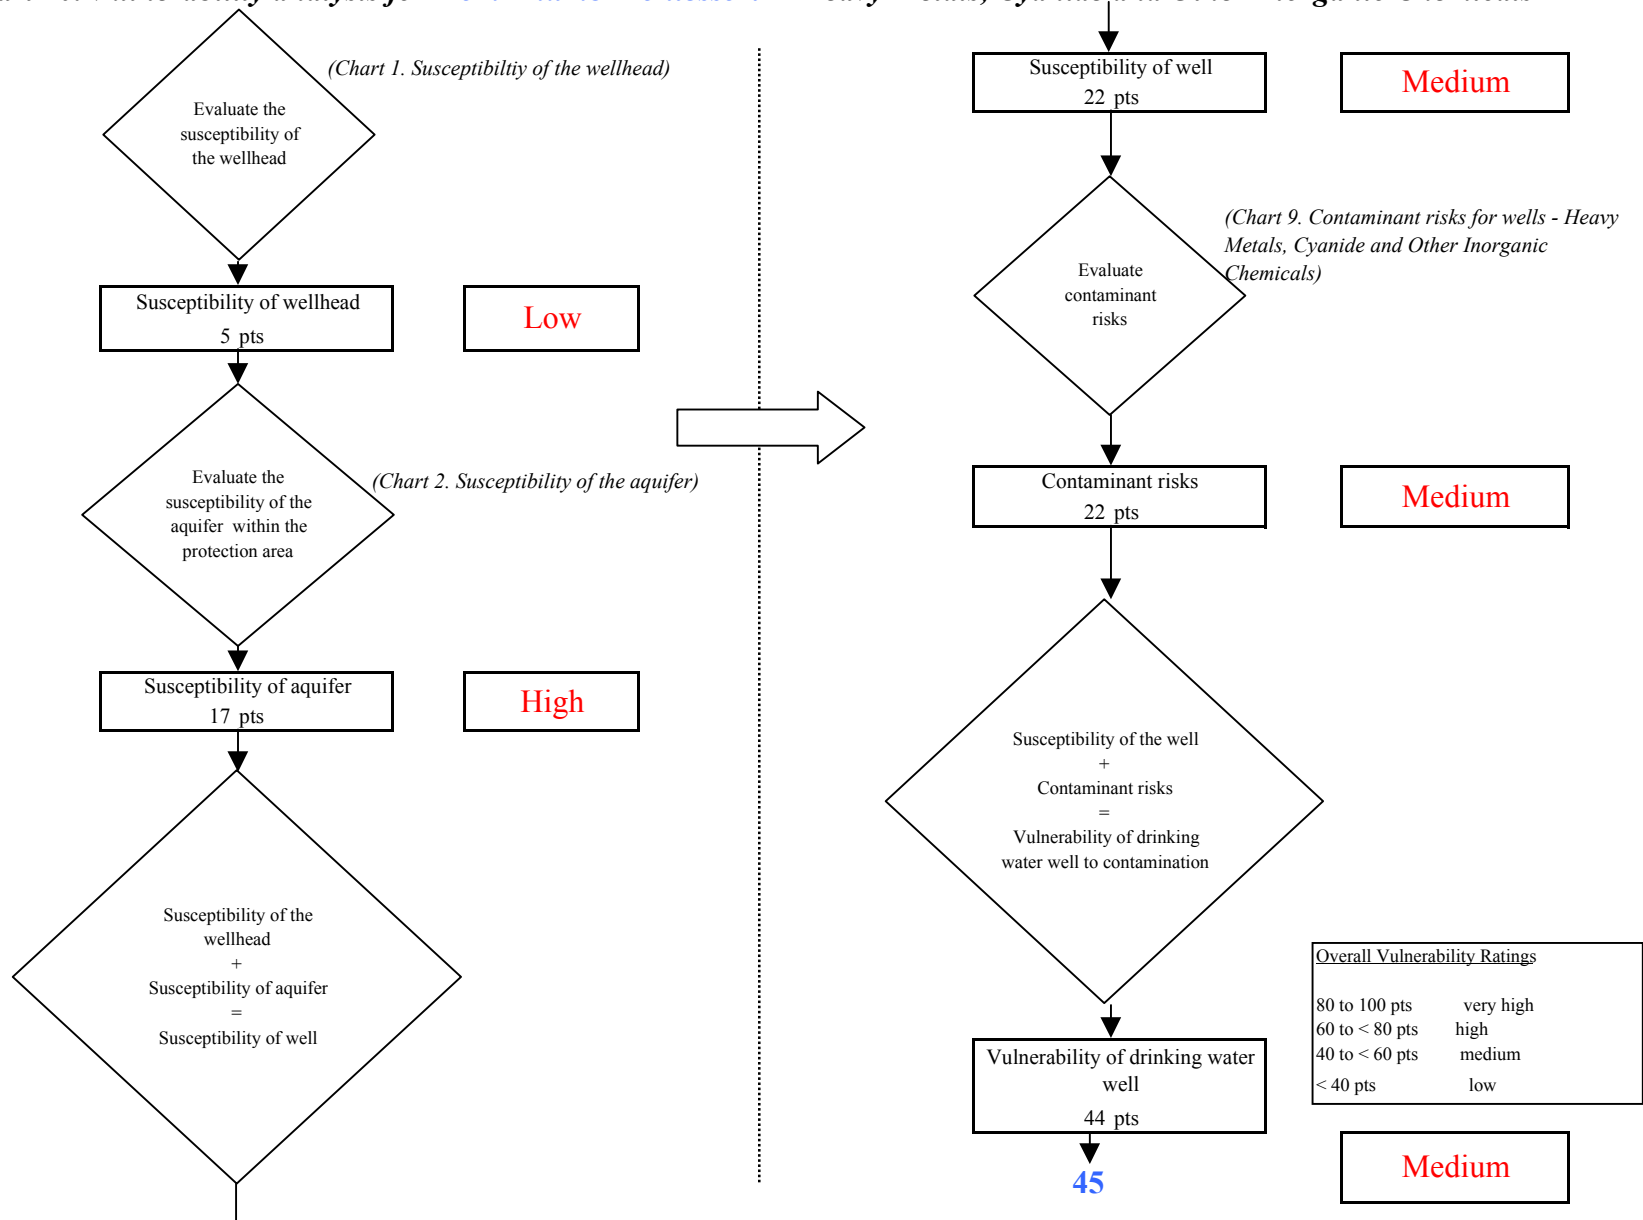 (Chart 1. Susceptibiltiy of the wellhead)
Evaluate the
susceptibility of
the wellhead
Susceptibility of wellhead
5 pts
Low
Evaluate the
susceptibility of the
aquifer within the
protection area
(Chart 2. Susceptibility of the aquifer)
Susceptibility of aquifer
17 pts
High
Susceptibility of the
wellhead
+
Susceptibility of aquifer
=
Susceptibility of well
Susceptibility of well
22 pts
Medium
(Chart 9. Contaminant risks for wells - Heavy
Metals, Cyanide and Other Inorganic
Chemicals)
Evaluate
contaminant
risks
Contaminant risks
22 pts
Medium
Susceptibility of the well
+
Contaminant risks
=
Vulnerability of drinking
water well to contamination
Overall Vulnerability Ratings
80 to 100 pts very high
60 to < 80 pts high
40 to < 60 pts medium
< 40 pts low
Vulnerability of drinking water
well
44 pts
45
Medium